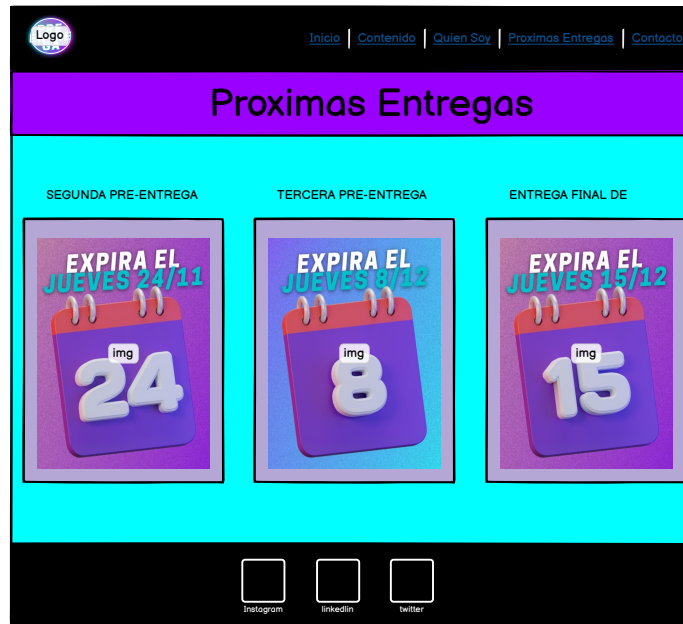 Logo
Inicio Contenido Quien Soy Proximas Entregas Contacto
Proximas Entregas
SEGUNDA PRE-ENTREGA
TERCERA PRE-ENTREGA
ENTREGA FINAL DE
EXPIRA EL
JUEVES 24/11
img
24
EXPIRA EL
JUEVES 8/12
img
8
EXPIRA EL
JUEVES 15/12
img
15
Instagram
linkedlin
twitter